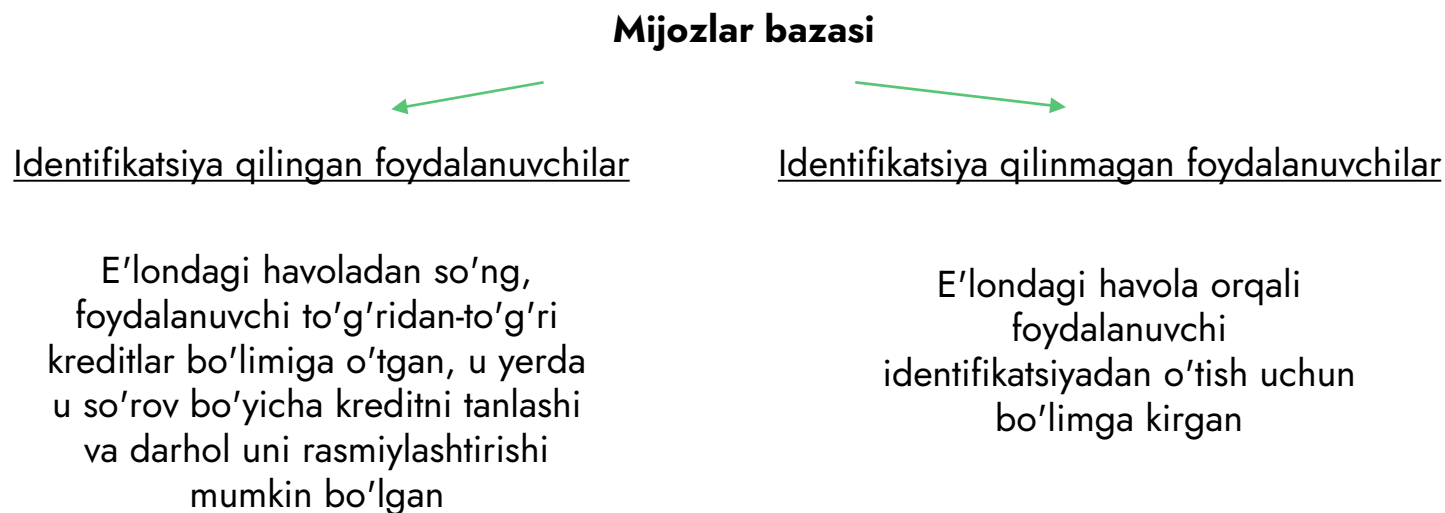 Mijozlar bazasi
Identifikatsiya qilingan foydalanuvchilar
Identifikatsiya qilinmagan foydalanuvchilar
E'londagi havoladan so'ng,
foydalanuvchi to'g'ridan-to'g'ri
kreditlar bo'limiga o'tgan, u yerda
u so'rov bo'yicha kreditni tanlashi
va darhol uni rasmiylashtirishi
mumkin bo'lgan
E'londagi havola orqali
foydalanuvchi
identifikatsiyadan o'tish uchun
bo'limga kirgan